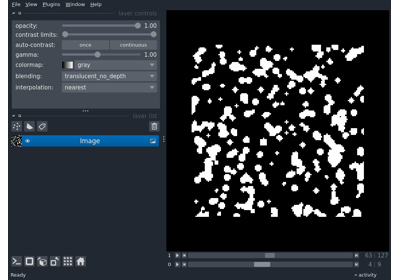 File View Plugins Window Help
layer controls
opacity: 1.00
contrast limits:
auto-contrast: once continuous
gamma: 1.00
colormap: gray
blending: translucent_no_depth
interpolation: nearest
layer list
Image
1 63 127
0 4 9
Ready activity